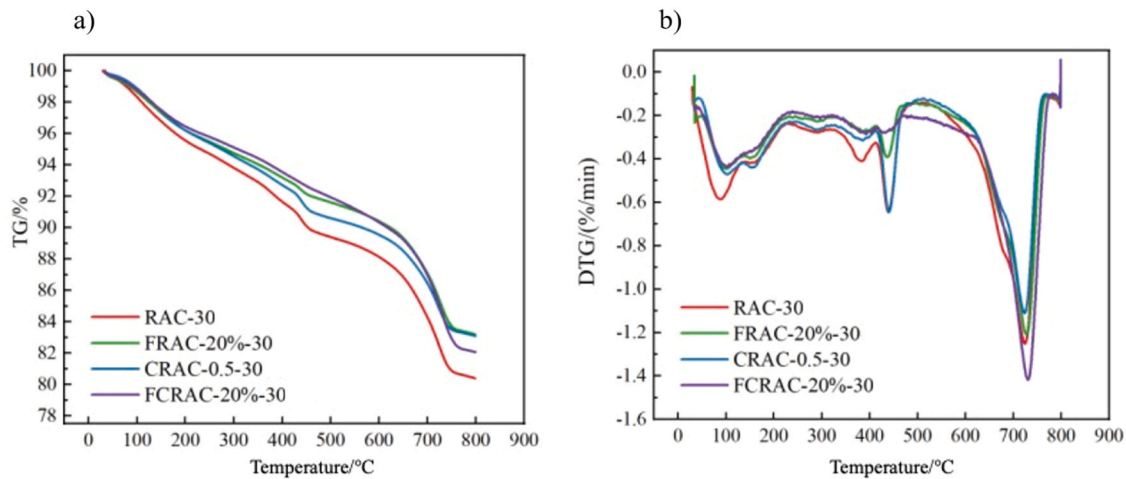 a)
100
98
96
94
92
90
88
86
84
82
80
78
TG/%
RAC-30
FRAC-20%-30
CRAC-0.5-30
FCRAC-20%-30
0 100 200 300 400 500 600 700 800 900
Temperature/°C
b)
0.0
-0.2
-0.4
-0.6
-0.8
-1.0
-1.2
-1.4
-1.6
DTG/(%/min)
RAC-30
FRAC-20%-30
CRAC-0.5-30
FCRAC-20%-30
0 100 200 300 400 500 600 700 800 900
Temperature/°C